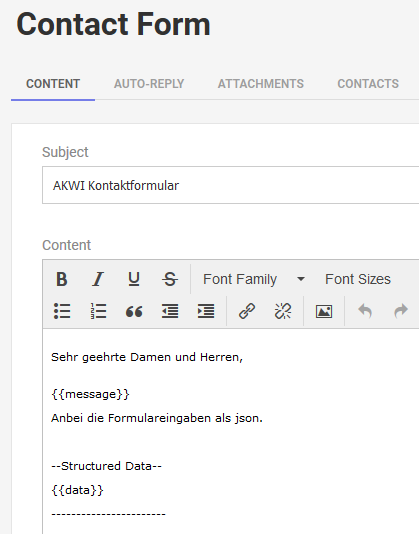 Contact Form
CONTENT AUTO-REPLY ATTACHMENTS CONTACTS
Subject
AKWI Kontaktformular
Content
B I U S Font Family Font Sizes
Sehr geehrte Damen und Herren,
{{message}}
Anbei die Formulareingaben als json.
--Structured Data--
{{data}}
-----------------------